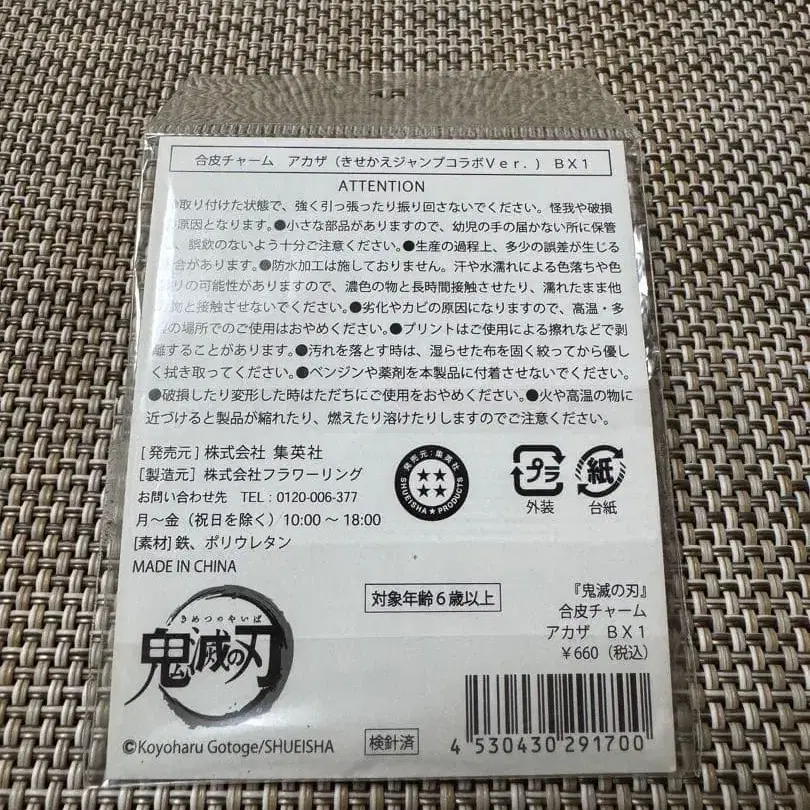 合皮チャーム アカザ（きせかえジャンプコラボＶｅｒ．） ＢＸ１
ATTENTION
●取り付けた状態で、強く引っ張ったり振り回さないでください。怪我や破損
の原因となります。●小さな部品がありますので、幼児の手の届かない所に保管
し、誤飲のないよう十分ご注意ください。●生産の過程上、多少の誤差が生じる
場合があります。●防水加工は施しておりません。汗や水濡れによる色落ちや色
移りの可能性がありますので、濃色の物と長時間接触させたり、濡れたまま他
の物と接触させないでください。●劣化やカビの原因になりますので、高温・多
湿の場所でのご使用はおやめください。●プリントはご使用による擦れなどで剥
離することがあります。●汚れを落とす時は、湿らせた布を固く絞ってから優し
く拭き取ってください。●ベンジンや薬剤を本製品に付着させないでください。
●破損したり変形した時はただちにご使用をおやめください。●火や高温の物に
近づけると製品が縮れたり、燃えたり溶けたりしますのでご注意ください。
[発売元] 株式会社 集英社
[製造元] 株式会社フラワーリング
お問い合わせ先 TEL : 0120-006-377
月～金（祝日を除く）10:00 ～ 18:00
[素材] 鉄、ポリウレタン
MADE IN CHINA
発売元：集英社
SHUEISHA★PRODUCTS
プラ
外装
紙
台紙
対象年齢６歳以上
きめつのやいば
鬼滅の刃
©Koyoharu Gotoge/SHUEISHA
検針済
『鬼滅の刃』
合皮チャーム
アカザ ＢＸ１
￥660（税込）
4 530430 291700